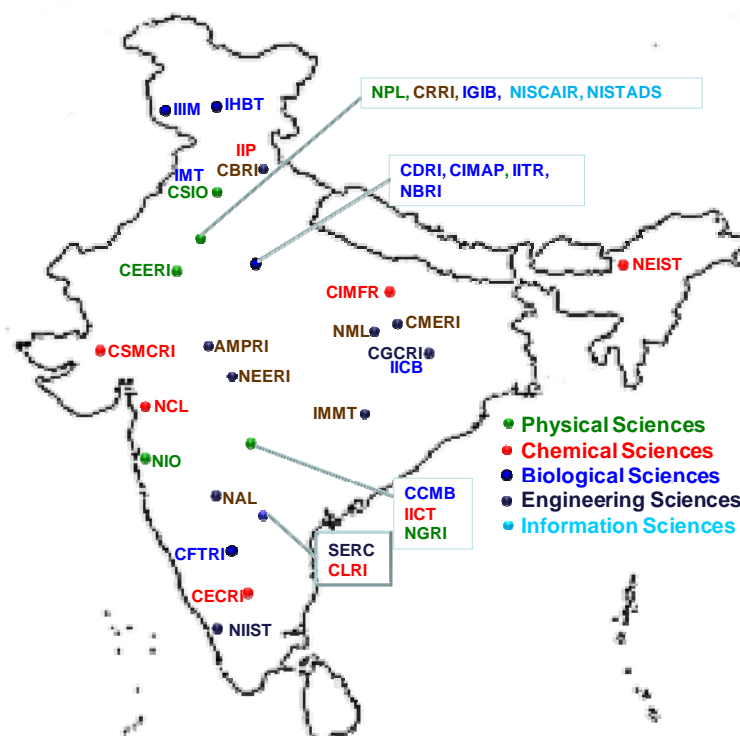 NPL, CRRI, IGIB, NISCAIR, NISTADS
IIIM
IHBT
IIP
IMT
CBRI
CSIO
CDRI, CIMAP, IITR,
NBRI
CEERI
NEIST
CIMFR
NML
CMERI
CSMCRI
AMPRI
CGCRI
IICB
NEERI
NCL
IMMT
Physical Sciences
Chemical Sciences
NIO
Biological Sciences
NAL
CCMB
IICT
NGRI
Engineering Sciences
Information Sciences
SERC
CLRI
CFTRI
CECRI
NIIST